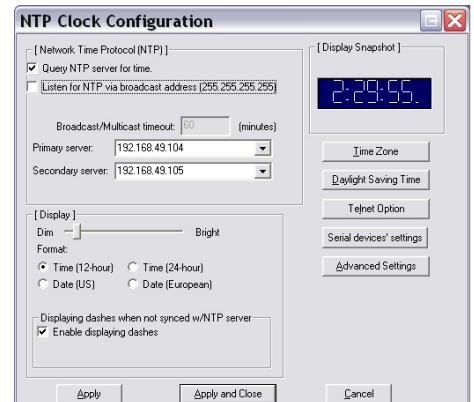 NTP Clock Configuration
[ Network Time Protocol (NTP) ]
Query NTP server for time.
Listen for NTP via broadcast address (255.255.255.255)
Broadcast/Multicast timeout: 60 (minutes)
Primary server: 192.168.49.104
Secondary server: 192.168.49.105
[ Display ]
Dim Bright
Format:
Time (12-hour) Time (24-hour)
Date (US) Date (European)
Displaying dashes when not synced w/NTP server
Enable displaying dashes
[ Display Snapshot ]
2:29:55.
Time Zone
Daylight Saving Time
Telnet Option
Serial devices' settings
Advanced Settings
Apply Apply and Close Cancel